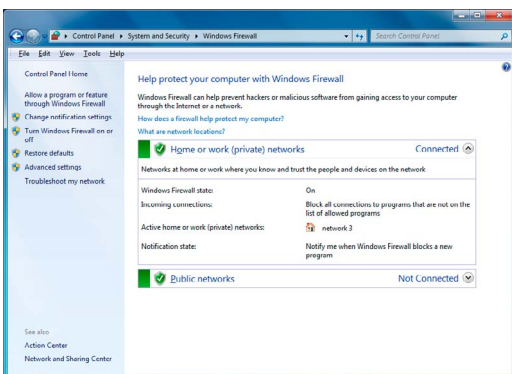 Control Panel ▸ System and Security ▸ Windows Firewall
Search Control Panel
File Edit View Tools Help
Control Panel Home
Allow a program or feature
through Windows Firewall
Change notification settings
Turn Windows Firewall on or
off
Restore defaults
Advanced settings
Troubleshoot my network
See also
Action Center
Network and Sharing Center
Help protect your computer with Windows Firewall
Windows Firewall can help prevent hackers or malicious software from gaining access to your computer
through the Internet or a network.
How does a firewall help protect my computer?
What are network locations?
Home or work (private) networks Connected
Networks at home or work where you know and trust the people and devices on the network
Windows Firewall state: On
Incoming connections: Block all connections to programs that are not on the
list of allowed programs
Active home or work (private) networks: network 3
Notification state: Notify me when Windows Firewall blocks a new
program
Public networks Not Connected